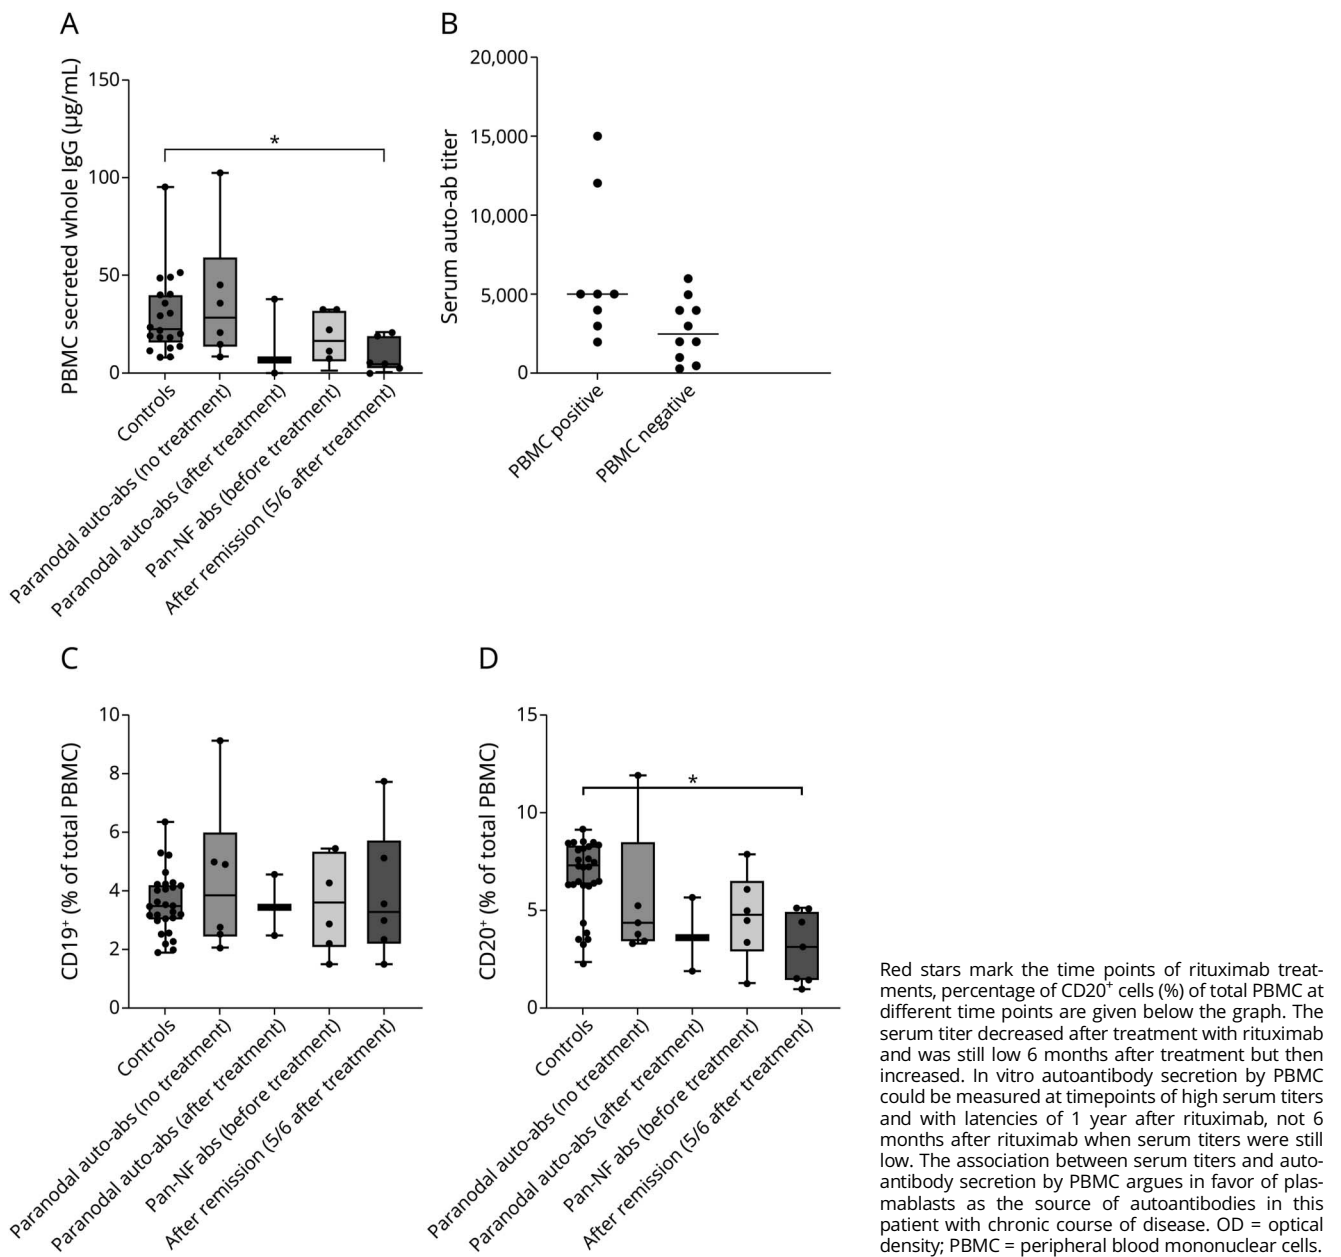 A
PBMC secreted whole IgG (μg/mL)
150
100
50
0
*
Controls
Paranodal auto-abs (no treatment)
Paranodal auto-abs (after treatment)
Pan-NF abs (before treatment)
After remission (5/6 after treatment)
B
Serum auto-ab titer
20,000
15,000
10,000
5,000
0
PBMC positive
PBMC negative
C
CD19⁺ (% of total PBMC)
10
8
6
4
2
0
Controls
Paranodal auto-abs (no treatment)
Paranodal auto-abs (after treatment)
Pan-NF abs (before treatment)
After remission (5/6 after treatment)
D
CD20⁺ (% of total PBMC)
15
10
5
0
*
Controls
Paranodal auto-abs (no treatment)
Paranodal auto-abs (after treatment)
Pan-NF abs (before treatment)
After remission (5/6 after treatment)
Red stars mark the time points of rituximab treat-
ments, percentage of CD20⁺ cells (%) of total PBMC at
different time points are given below the graph. The
serum titer decreased after treatment with rituximab
and was still low 6 months after treatment but then
increased. In vitro autoantibody secretion by PBMC
could be measured at timepoints of high serum titers
and with latencies of 1 year after rituximab, not 6
months after rituximab when serum titers were still
low. The association between serum titers and auto-
antibody secretion by PBMC argues in favor of plas-
mablasts as the source of autoantibodies in this
patient with chronic course of disease. OD = optical
density; PBMC = peripheral blood mononuclear cells.